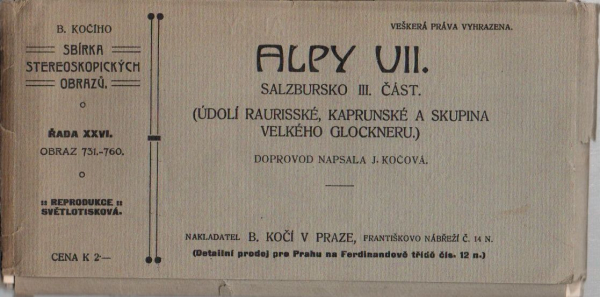 B. KOČÍHO
SBÍRKA
STEREOSKOPICKÝCH
OBRAZŮ.
ŘADA XXVI.
OBRAZ 731.-760.
:: REPRODUKCE ::
SVĚTLOTISKOVÁ.
CENA K 2·—
VEŠKERÁ PRÁVA VYHRAZENA.
ALPY VII.
SALZBURSKO III. ČÁST.
(ÚDOLÍ RAURISSKÉ, KAPRUNSKÉ A SKUPINA
VELKÉHO GLOCKNERU.)
DOPROVOD NAPSALA J. KOČOVÁ.
NAKLADATEL B. KOČÍ V PRAZE, FRANTIŠKOVO NÁBŘEŽÍ Č. 14 N.
(Detailní prodej pro Prahu na Ferdinandově třídě čís. 12 n.)